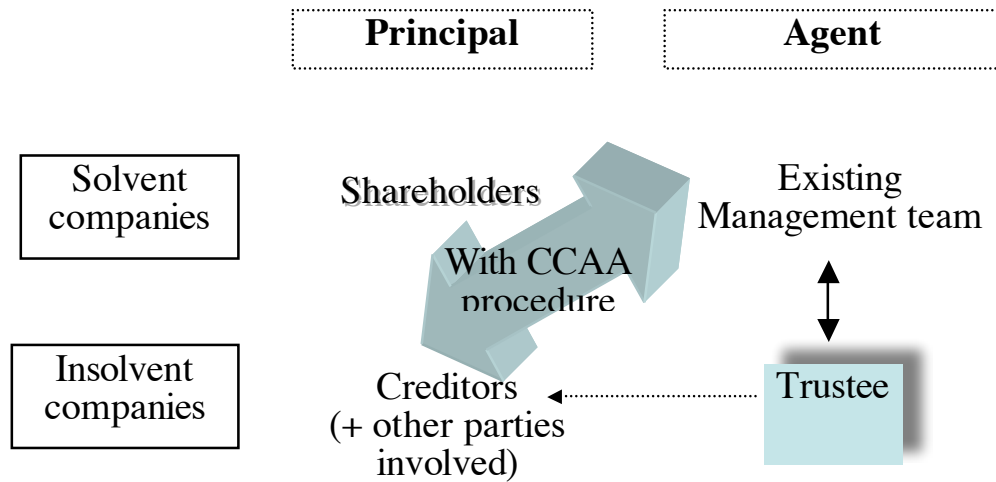 Principal
Agent
Solvent
companies
Shareholders
Existing
Management team
With CCAA
procedure
Insolvent
companies
Creditors
(+ other parties
involved)
Trustee